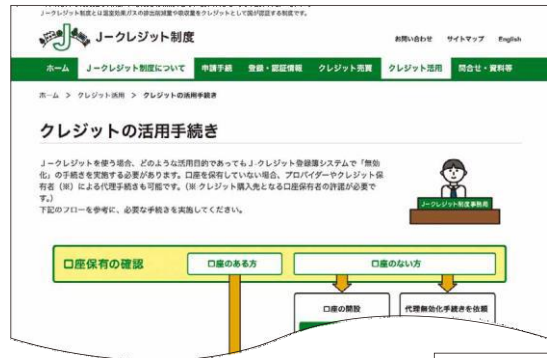 J-クレジット制度とは温室効果ガスの排出削減量や吸収量をクレジットとして国が認証する制度です。
J-クレジット制度
お問い合わせ サイトマップ English
ホーム J-クレジット制度について 申請手続 登録・認証情報 クレジット売買 クレジット活用 問合せ・資料等
ホーム > クレジット活用 > クレジットの活用手続き
クレジットの活用手続き
J-クレジットを使う場合、どのような活用目的であってもJ-クレジット登録簿システムで「無効
化」の手続きを実施する必要があります。口座を保有していない場合、プロバイダーやクレジット保
有者（※）による代理手続きも可能です。（※ クレジット購入先となる口座保有者の許諾が必要で
す。）
下記のフローを参考に、必要な手続きを実施してください。
J-クレジット制度事務局
口座保有の確認 口座のある方 口座のない方
口座の開設 代理無効化手続きを依頼